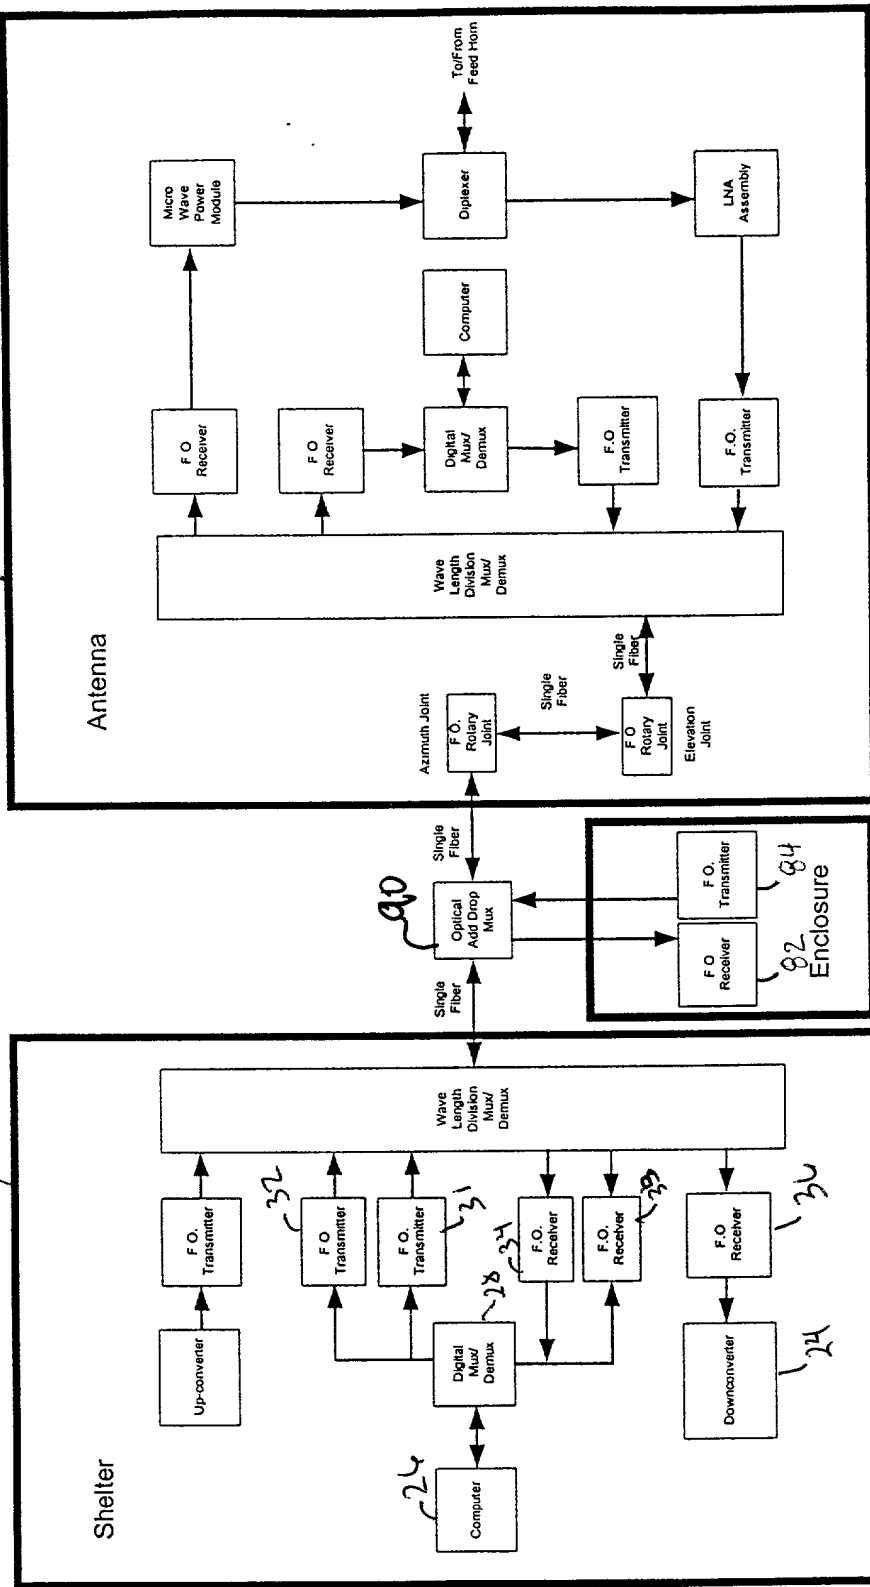 Shelter
Up-converter
F O.
Transmitter
32
F O
Transmitter
31
F O.
Transmitter
Computer
Digital
Mux/
Demux
28
34
F.O.
Receiver
F.O.
Receiver
Downconverter
24
F.O
Receiver
36
Wave
Length
Division
Mux/
Demux
Single
Fiber
90
Optical
Add Drop
Mux
Single
Fiber
F O
Receiver
82
F O.
Transmitter
84
Enclosure
Antenna
Azimuth Joint
F O.
Rotary
Joint
Single
Fiber
F O
Rotary
Joint
Elevation
Joint
Single
Fiber
Wave
Length
Division
Mux/
Demux
F O
Receiver
F O
Receiver
Digital
Mux/
Demux
Computer
F.O.
Transmitter
F.O.
Transmitter
Micro
Wave
Power
Module
Diplexer
To/From
Feed Horn
LNA
Assembly